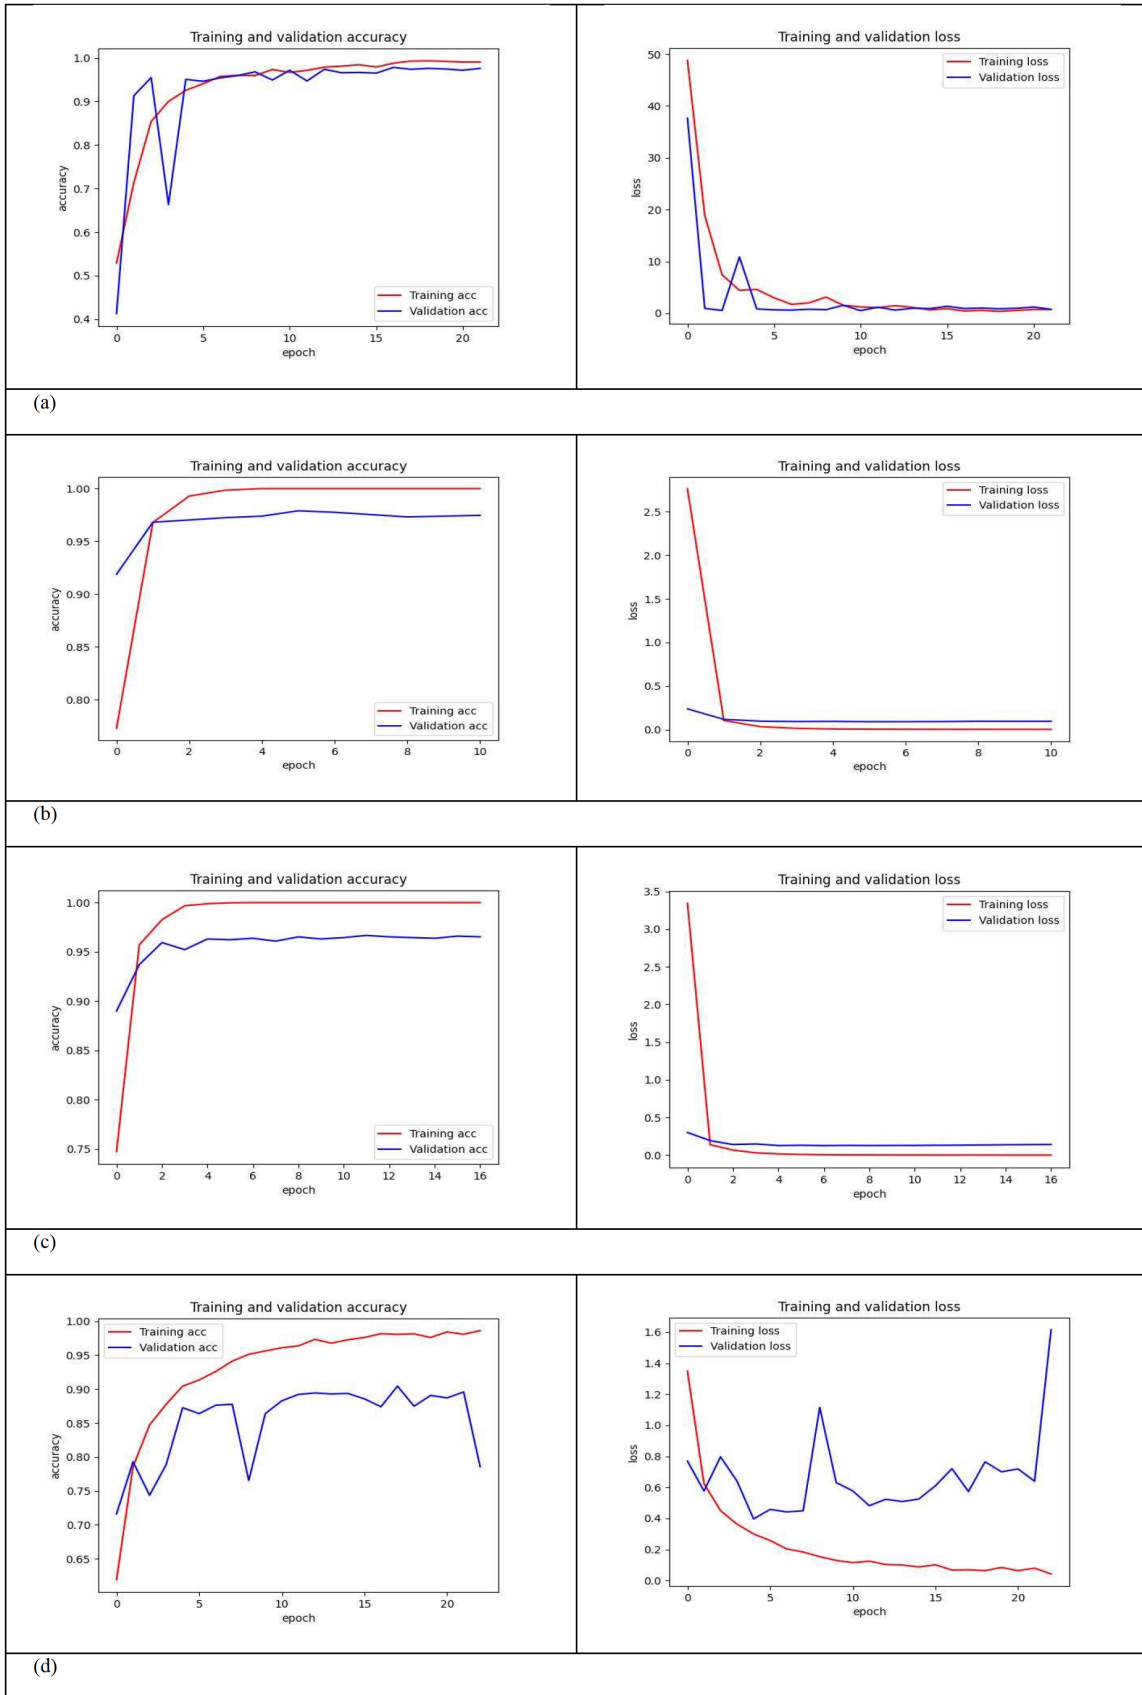 Training and validation accuracy
1.0
0.9
0.8
0.7
0.6
0.5
0.4
accuracy
Training acc
Validation acc
0 5 10 15 20
epoch
Training and validation loss
50
40
30
20
10
0
loss
Training loss
Validation loss
0 5 10 15 20
epoch
(a)
Training and validation accuracy
1.00
0.95
0.90
0.85
0.80
accuracy
Training acc
Validation acc
0 2 4 6 8 10
epoch
Training and validation loss
2.5
2.0
1.5
1.0
0.5
0.0
loss
Training loss
Validation loss
0 2 4 6 8 10
epoch
(b)
Training and validation accuracy
1.00
0.95
0.90
0.85
0.80
0.75
accuracy
Training acc
Validation acc
0 2 4 6 8 10 12 14 16
epoch
Training and validation loss
3.5
3.0
2.5
2.0
1.5
1.0
0.5
0.0
loss
Training loss
Validation loss
0 2 4 6 8 10 12 14 16
epoch
(c)
Training and validation accuracy
1.00
0.95
0.90
0.85
0.80
0.75
0.70
0.65
accuracy
Training acc
Validation acc
0 5 10 15 20
epoch
Training and validation loss
1.6
1.4
1.2
1.0
0.8
0.6
0.4
0.2
0.0
loss
Training loss
Validation loss
0 5 10 15 20
epoch
(d)